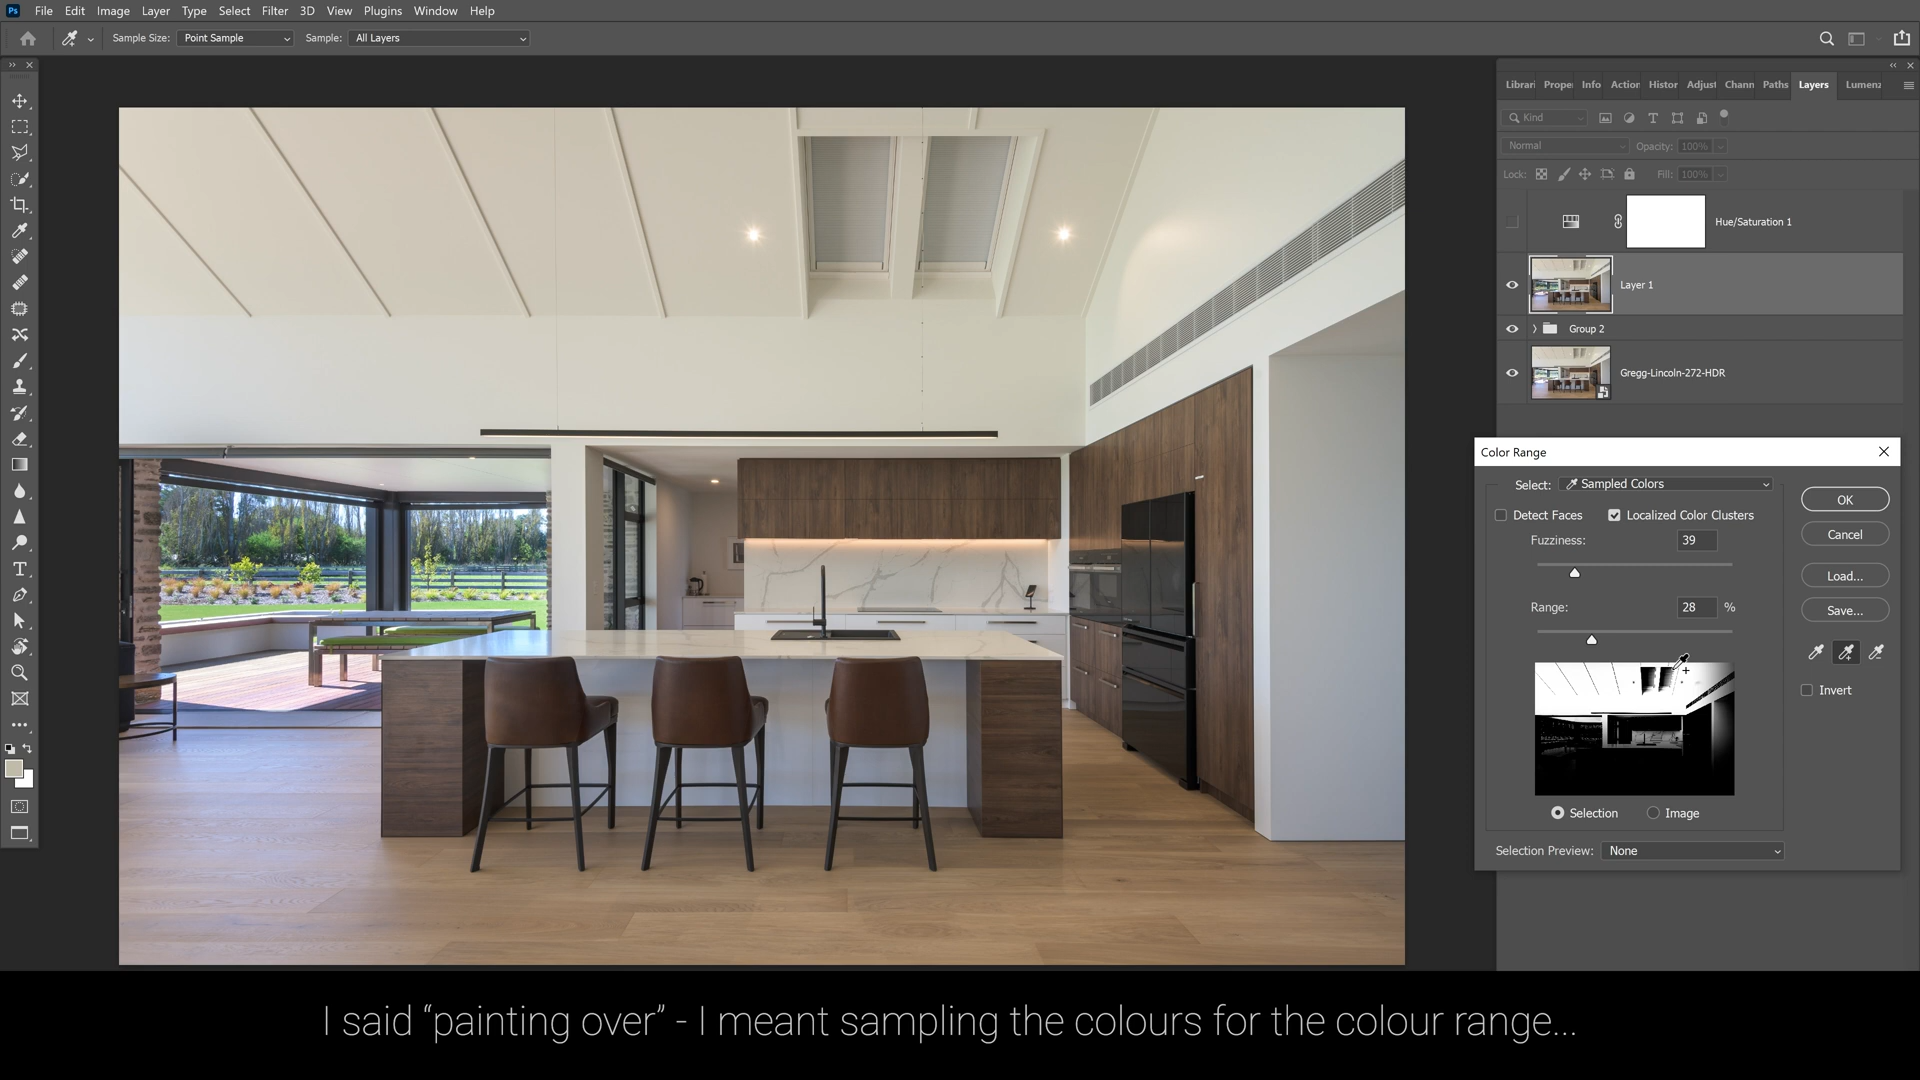 Ps File Edit Image Layer Type Select Filter 3D View Plugins Window Help
Sample Size: Point Sample Sample: All Layers
Librari Proper Info Action Histor Adjust Chann Paths Layers Lumenz
Kind
Normal Opacity: 100%
Lock: Fill: 100%
Hue/Saturation 1
Layer 1
Group 2
Gregg-Lincoln-272-HDR
Color Range
Select: Sampled Colors
OK
Detect Faces Localized Color Clusters
Fuzziness: 39
Cancel
Load...
Range: 28 %
Save...
Invert
Selection Image
Selection Preview: None
I said “painting over” - I meant sampling the colours for the colour range...